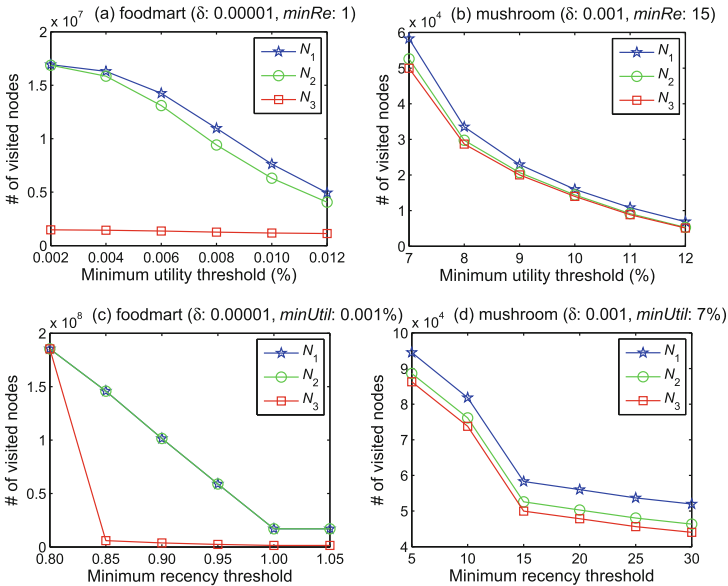 (a) foodmart (δ: 0.00001, minRe: 1)
× 10^7
2
1.5
1
0.5
0
# of visited nodes
N1
N2
N3
0.002 0.004 0.006 0.008 0.010 0.012
Minimum utility threshold (%)
(b) mushroom (δ: 0.001, minRe: 15)
× 10^4
6
5
4
3
2
1
0
# of visited nodes
N1
N2
N3
7 8 9 10 11 12
Minimum utility threshold (%)
(c) foodmart (δ: 0.00001, minUtil: 0.001%)
× 10^8
2
1.5
1
0.5
0
# of visited nodes
N1
N2
N3
0.80 0.85 0.90 0.95 1.00 1.05
Minimum recency threshold
(d) mushroom (δ: 0.001, minUtil: 7%)
× 10^4
10
9
8
7
6
5
4
# of visited nodes
N1
N2
N3
5 10 15 20 25 30
Minimum recency threshold